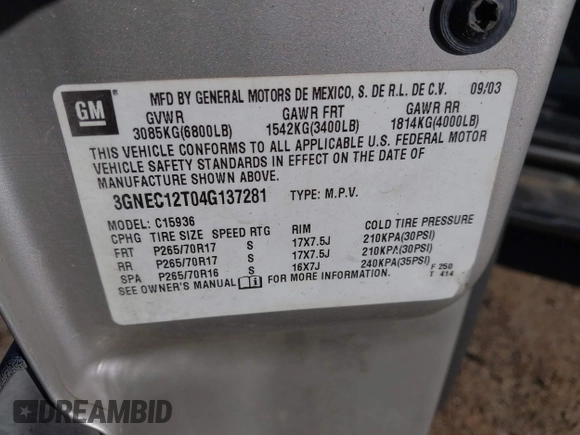 GM
MFD BY GENERAL MOTORS DE MEXICO, S. DE R.L. DE C.V. 09/03
GVWR GAWR FRT GAWR RR
3085KG(6800LB) 1542KG(3400LB) 1814KG(4000LB)
THIS VEHICLE CONFORMS TO ALL APPLICABLE U.S. FEDERAL MOTOR
VEHICLE SAFETY STANDARDS IN EFFECT ON THE DATE OF
MANUFACTURE SHOWN ABOVE.
3GNEC12T04G137281 TYPE: M.P.V.
MODEL: C15936
CPHG TIRE SIZE SPEED RTG RIM COLD TIRE PRESSURE
FRT P265/70R17 S 17X7.5J 210KPA(30PSI)
RR P265/70R17 S 17X7.5J 210KPA(30PSI)
SPA P265/70R16 S 16X7J 240KPA(35PSI)
SEE OWNER'S MANUAL FOR MORE INFORMATION.
F 250
T 414
DREAMBID